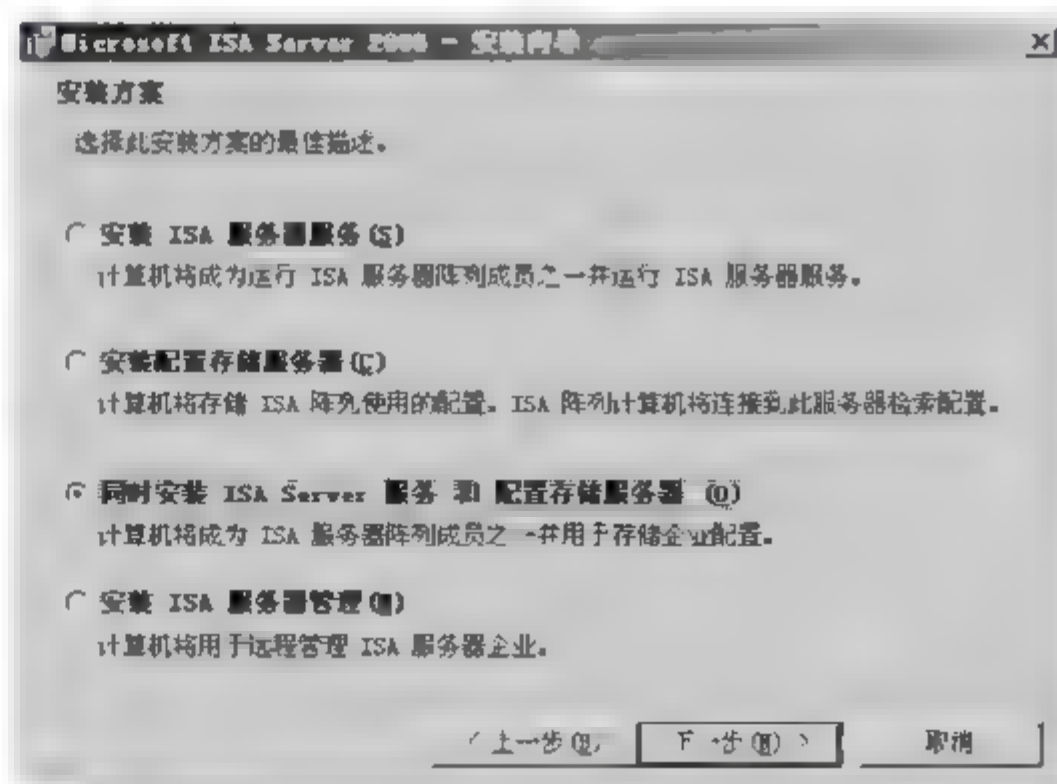 Microsoft ISA Server 2006 - 安装向导
安装方案
选择此安装方案的最佳描述。
安装 ISA 服务器服务(S)
计算机将成为运行 ISA 服务器阵列成员之一并运行 ISA 服务器服务。
安装配置存储服务器(C)
计算机将存储 ISA 阵列使用的配置。ISA 阵列计算机将连接到此服务器检索配置。
同时安装 ISA Server 服务 和 配置存储服务器 (O)
计算机将成为 ISA 服务器阵列成员之一并用于存储企业配置。
安装 ISA 服务器管理(M)
计算机将用于远程管理 ISA 服务器企业。
< 上一步(B) 下一步(N) > 取消